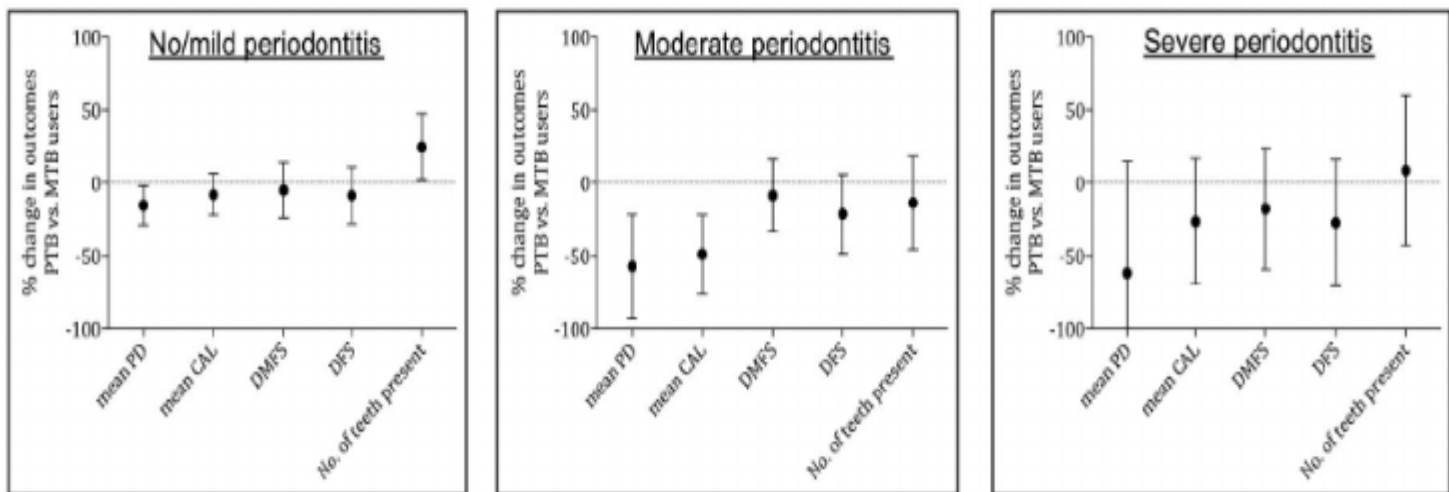 No/mild periodontitis
% change in outcomes
PTB vs. MTB users
100
50
0
-50
-100
mean PD
mean CAL
DMFS
DFS
No. of teeth present
Moderate periodontitis
% change in outcomes
PTB vs. MTB users
100
50
0
-50
-100
mean PD
mean CAL
DMFS
DFS
No. of teeth present
Severe periodontitis
% change in outcomes
PTB vs. MTB users
100
50
0
-50
-100
mean PD
mean CAL
DMFS
DFS
No. of teeth present